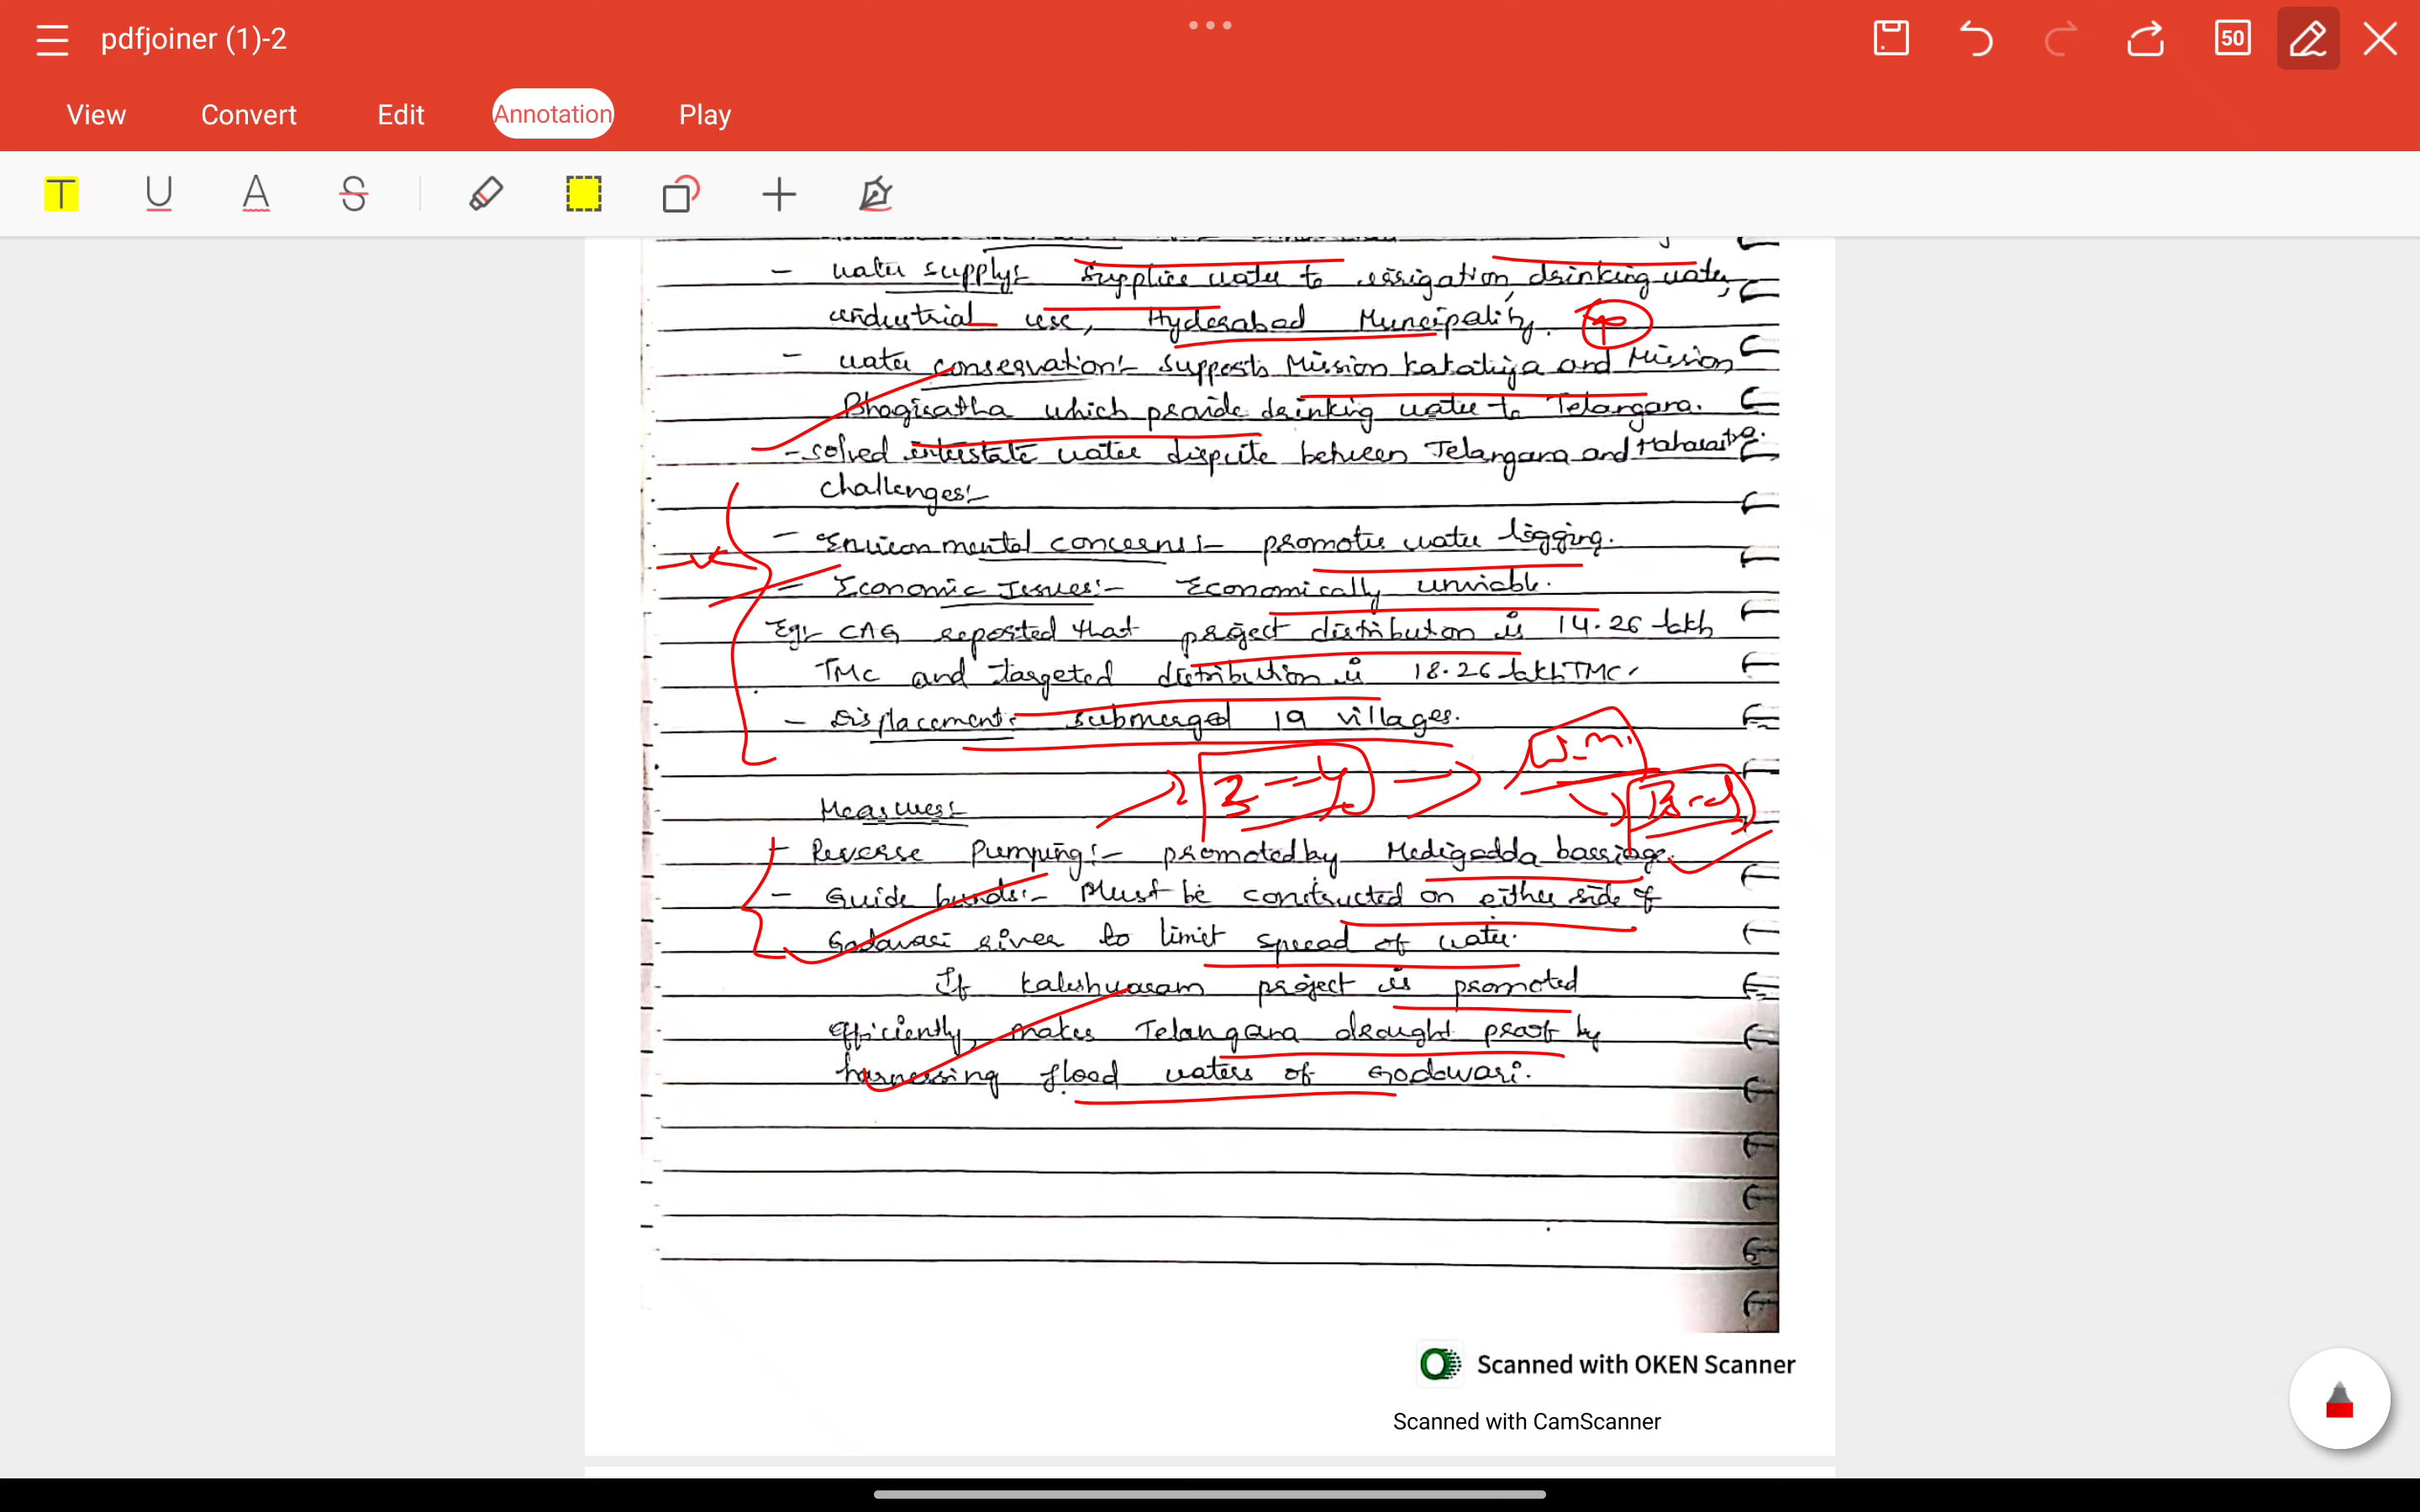 pdfjoiner (1)-2
50
View Convert Edit Annotation Play
T U A S
- water supply:- supplies water to irrigation, drinking water,
industrial use, Hyderabad Muncipality.
- water conservation:- supports Mission Kakatiya and Mission
Bhagiratha which provide drinking water to Telangana.
- solved interstate water dispute between Telangana and Maharastra.
challenges:-
- Environmental concerns:- promotes water logging.
- Economic Issues:- Economically unviable.
Eg:- CAG reported that project distribution is 14.26 lakh
TMC and targeted distribution is 18.26 lakh TMC.
- Displacement:- submerged 19 villages.
Measures:-
- Reverse Pumping:- promoted by Medigadda barriage.
- Guide bunds:- Must be constructed on either side of
Godavari river to limit spread of water.
If kaleshwaram project is promoted
efficiently, makes Telangana drought proof by
harnessing flood waters of Godavari.
Scanned with OKEN Scanner
Scanned with CamScanner